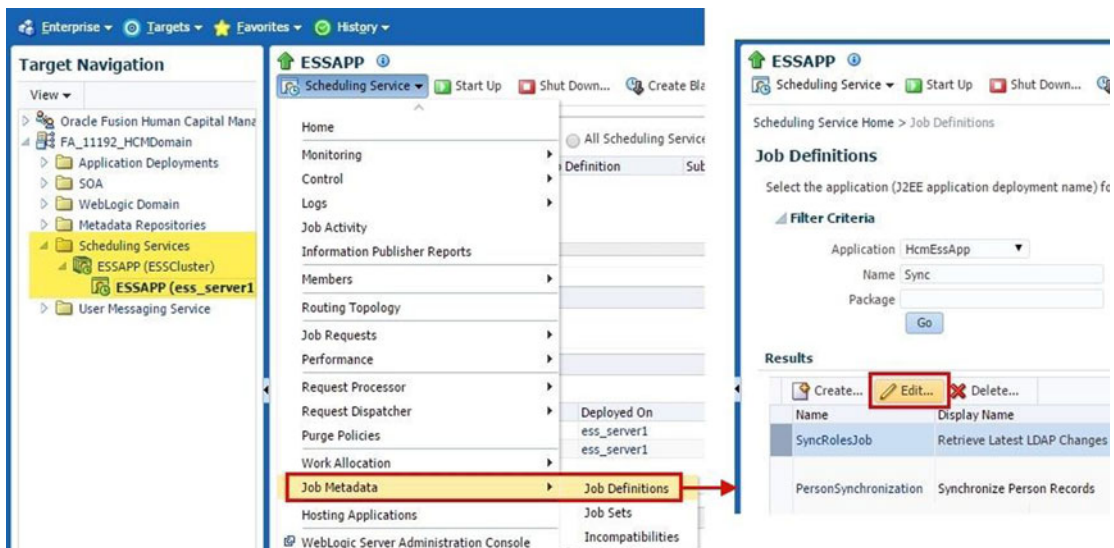 Enterprise Targets Favorites History
Target Navigation
View
Oracle Fusion Human Capital Mana
FA_11192_HCMDomain
Application Deployments
SOA
WebLogic Domain
Metadata Repositories
Scheduling Services
ESSAPP (ESSCluster)
ESSAPP (ess_server1
User Messaging Service
ESSAPP
Scheduling Service Start Up Shut Down... Create Bla
Home
Monitoring
Control
Logs
Job Activity
Information Publisher Reports
Members
Routing Topology
Job Requests
Performance
Request Processor
Request Dispatcher
Purge Policies
Work Allocation
Job Metadata
Hosting Applications
WebLogic Server Administration Console
All Scheduling Service
Definition Sub
Deployed On
ess_server1
ess_server1
Job Definitions
Job Sets
Incompatibilities
ESSAPP
Scheduling Service Start Up Shut Down...
Scheduling Service Home > Job Definitions
Job Definitions
Select the application (J2EE application deployment name) fo
Filter Criteria
Application HcmEssApp
Name Sync
Package
Go
Results
Create... Edit... Delete...
Name Display Name
SyncRolesJob Retrieve Latest LDAP Changes
PersonSynchronization Synchronize Person Records